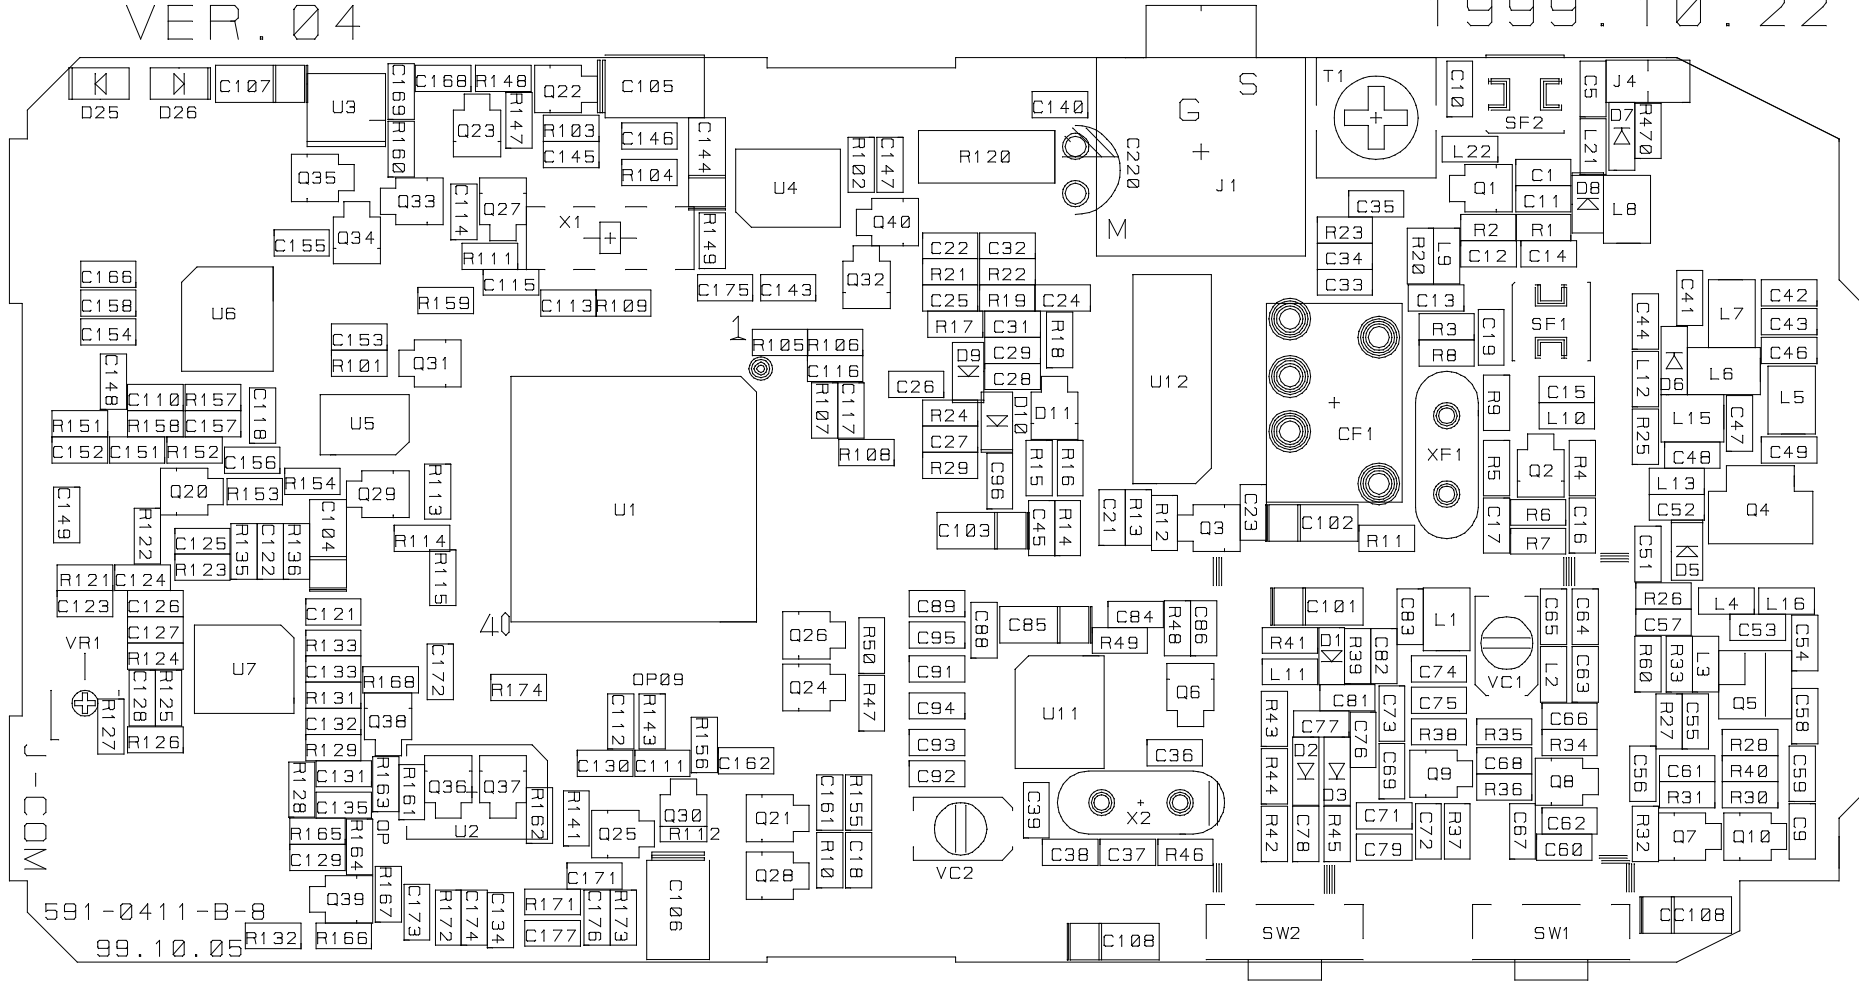 VER.04
1999.10.22
D25 D26 C107 U3 C169 C168 R148 Q22 C105
R160 Q23 R147 R103 C145 C146 R104 C144
C140 R120 C220 G S J1 M
T1 C10 SF2 C5 J4 D7 R470 L21
Q35 Q33 Q34 C155 C114 Q27 X1 R149
U4 R102 C147 Q40 Q32
L22 Q1 C1 C11 D8 L8
C35 R23 C34 C33 R20 L9 R2 R1 C12 C14 C13
R111 C115 R159 C113 R109 C175 C143
C22 C32 R21 R22 C25 R19 C24
C166 C158 C154 U6
C153 R101 Q31
1 R105 R106 C116
R17 C31 R18 D9 C29 C28 C26
U12 CF1 R3 R8 C19 SF1
C44 C41 L7 C42 C43 C46
C148 C110 R157 C118 U5
R151 R158 C157
C152 C151 R152 C156
R107 C117 R108
R24 C27 R29 D10 D11 C96 R15 R16
XF1 R9 C15 L10 R5 Q2 R4
L12 D6 L6 L5 L15 C47 R25 C48 C49
Q20 R153 R154 Q29 R113
C149 R122 C125 R123 R135 C122 R136 C104 R114 R115
U1
C103 C45 R14 C21 R13 R12 Q3 C23 C102 R11
C17 R6 R7 C16
L13 C52 Q4 C51 D5
R121 C124 C123 C126 C127 R124
VR1 U7 C121 R133 C133 R131 C132 R129
40
R168 C172 Q38 R174
Q26 Q24 R50 R47
C89 C95 C91 C94 C93 C92
C88 C85 C84 R49 R48 C86
C101 R41 D1 R39 C82 L11 C83 L1 VC1
C65 C64 L2 C63
R26 C57 L4 L16 C53 C54
R60 R33 L3 Q5 C58
R127 C128 R125 R126
OP09 C112 R143 R156 C162 C130 C111
U11 Q6 C36
R43 C81 C77 C76 C73 C74 C75 R38 R35 C66 R34
R27 C55 R28
R128 C131 C135 R163 R161 Q36 Q37 U2 R162
R141 Q25 Q30 R112
Q21 C161 R155
VC2 C39 X2
R44 D2 D3 C69 Q9 C68 R36 Q8
C56 C61 R31 R40 R30 C59
R165 C129 R164 OP
R42 C78 R45 C71 C79 C72 R37 C67 C62 C60
R32 Q7 Q10 C9
C38 C37 R46
Q28 R10 C18
J-COM
Q39 R167 C173 R172 C174 C134
C171 R171 C177 C176 R173 C106
591-0411-B-8
99.10.05
R132 R166
C108 SW2 SW1 C C108